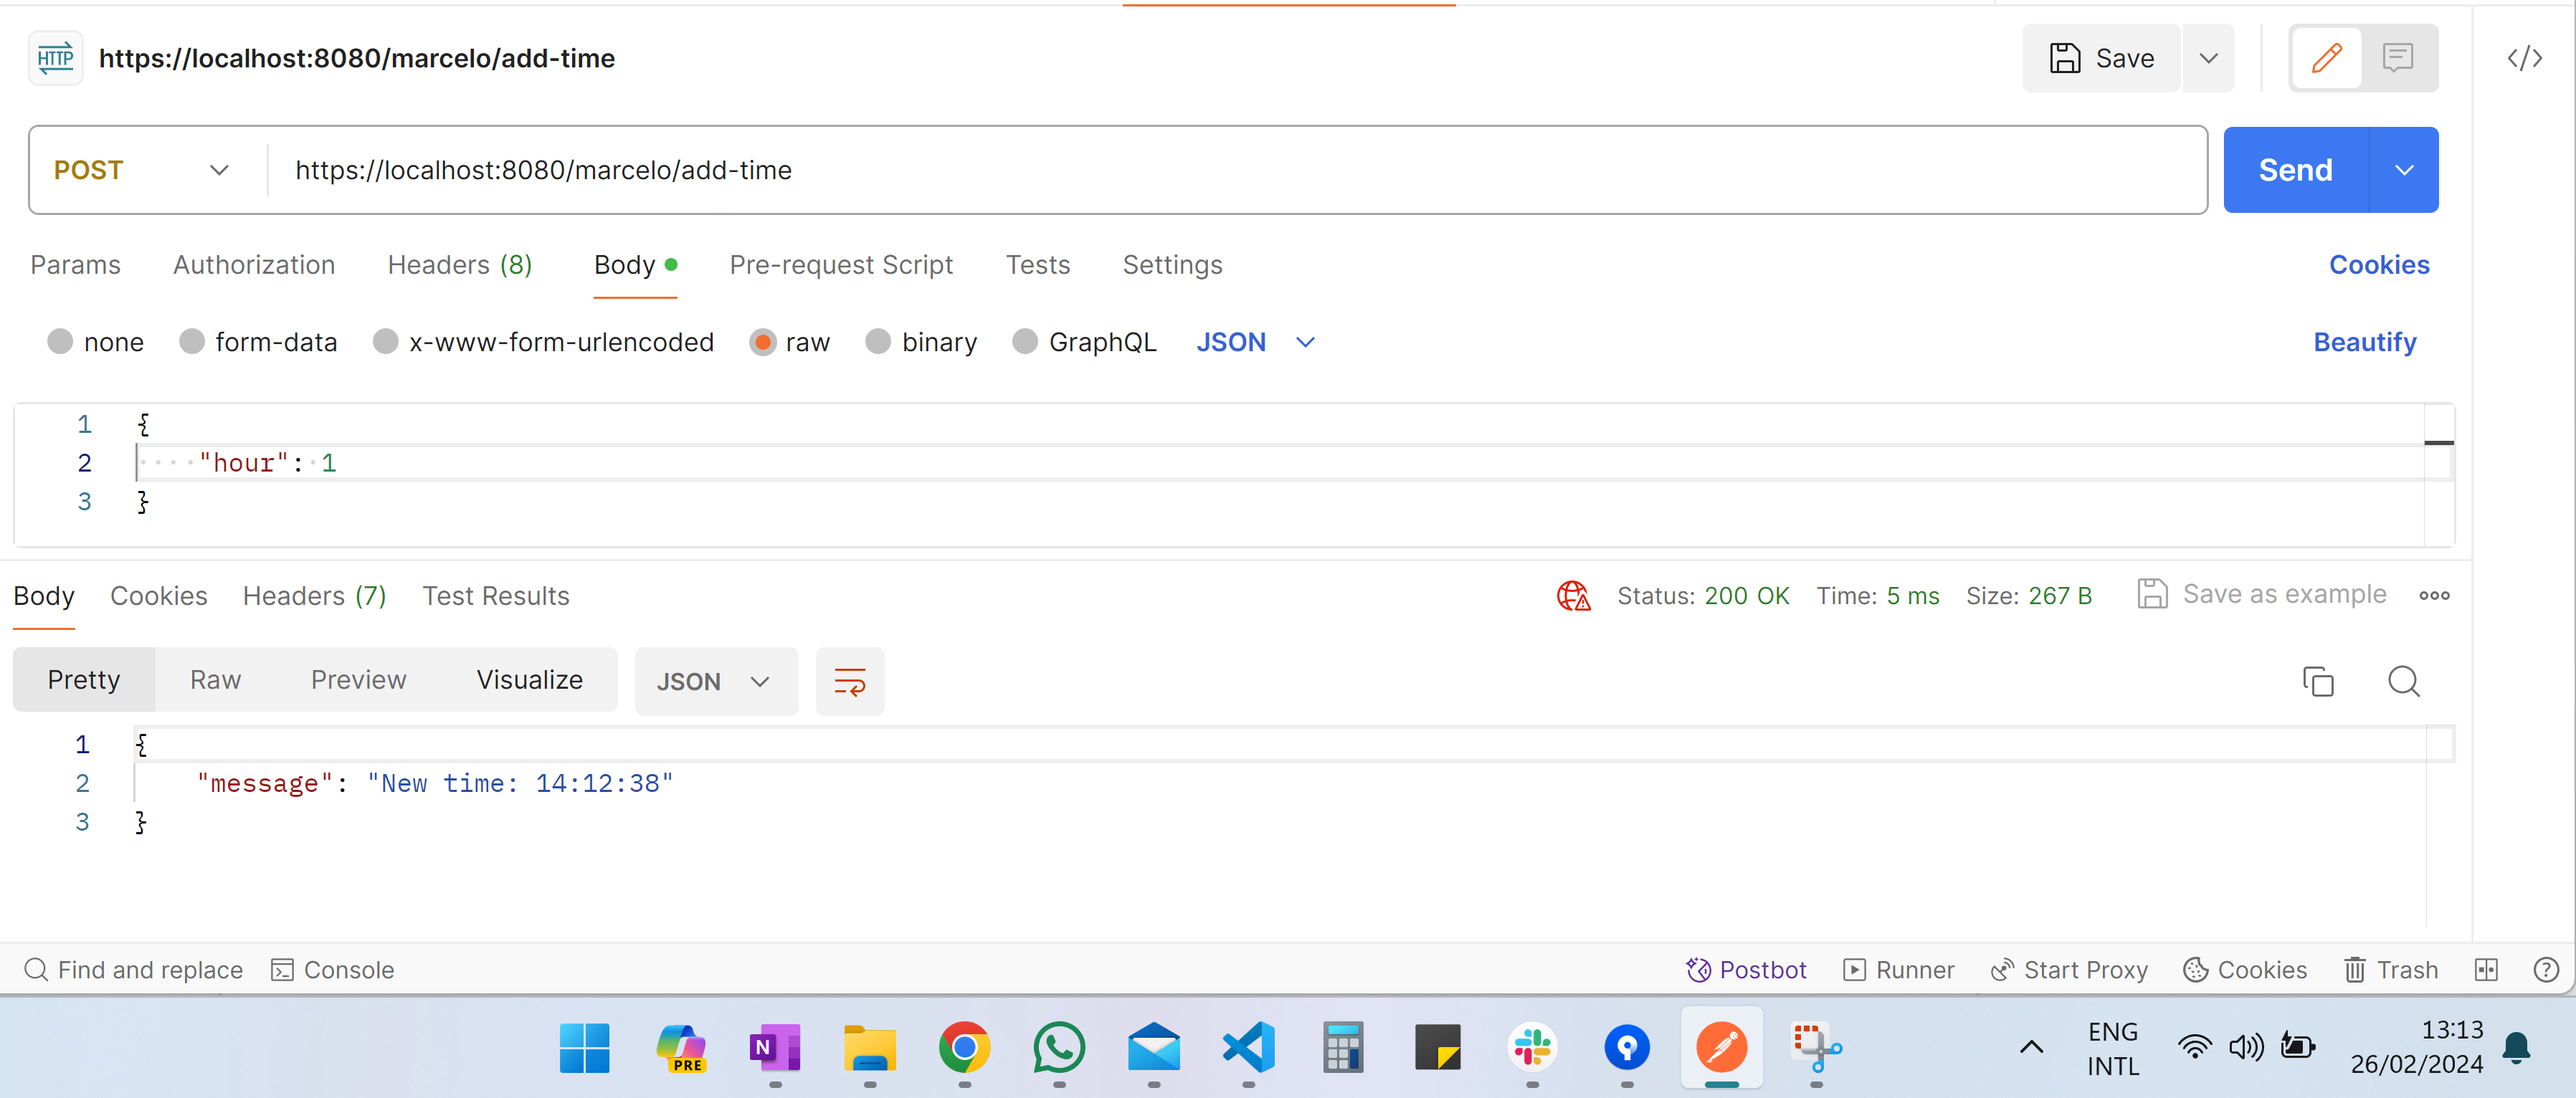 HTTP https://localhost:8080/marcelo/add-time Save
POST https://localhost:8080/marcelo/add-time Send
Params Authorization Headers (8) Body Pre-request Script Tests Settings Cookies
none form-data x-www-form-urlencoded raw binary GraphQL JSON Beautify
1 {
2 "hour": 1
3 }
Body Cookies Headers (7) Test Results Status: 200 OK Time: 5 ms Size: 267 B Save as example
Pretty Raw Preview Visualize JSON
1 {
2 "message": "New time: 14:12:38"
3 }
Find and replace Console Postbot Runner Start Proxy Cookies Trash
N PRE ENG 13:13
INTL 26/02/2024